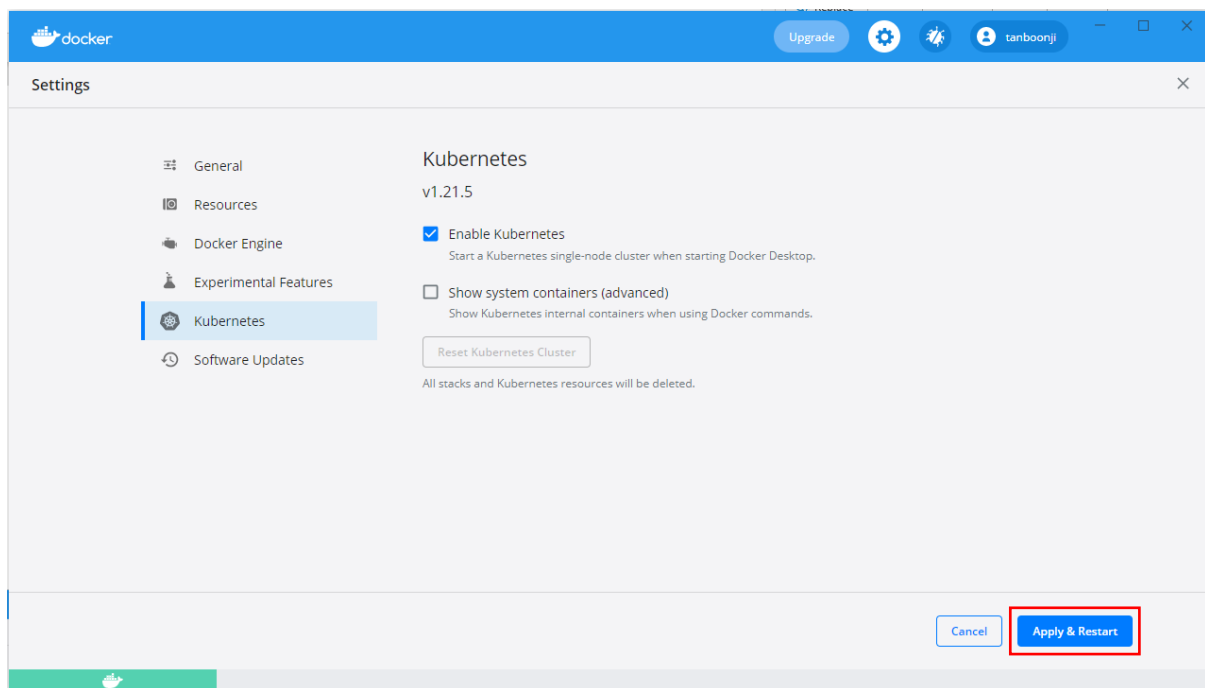 Replace
docker
Upgrade
tanboonji
Settings
General
Resources
Docker Engine
Experimental Features
Kubernetes
Software Updates
Kubernetes
v1.21.5
Enable Kubernetes
Start a Kubernetes single-node cluster when starting Docker Desktop.
Show system containers (advanced)
Show Kubernetes internal containers when using Docker commands.
Reset Kubernetes Cluster
All stacks and Kubernetes resources will be deleted.
Cancel
Apply & Restart